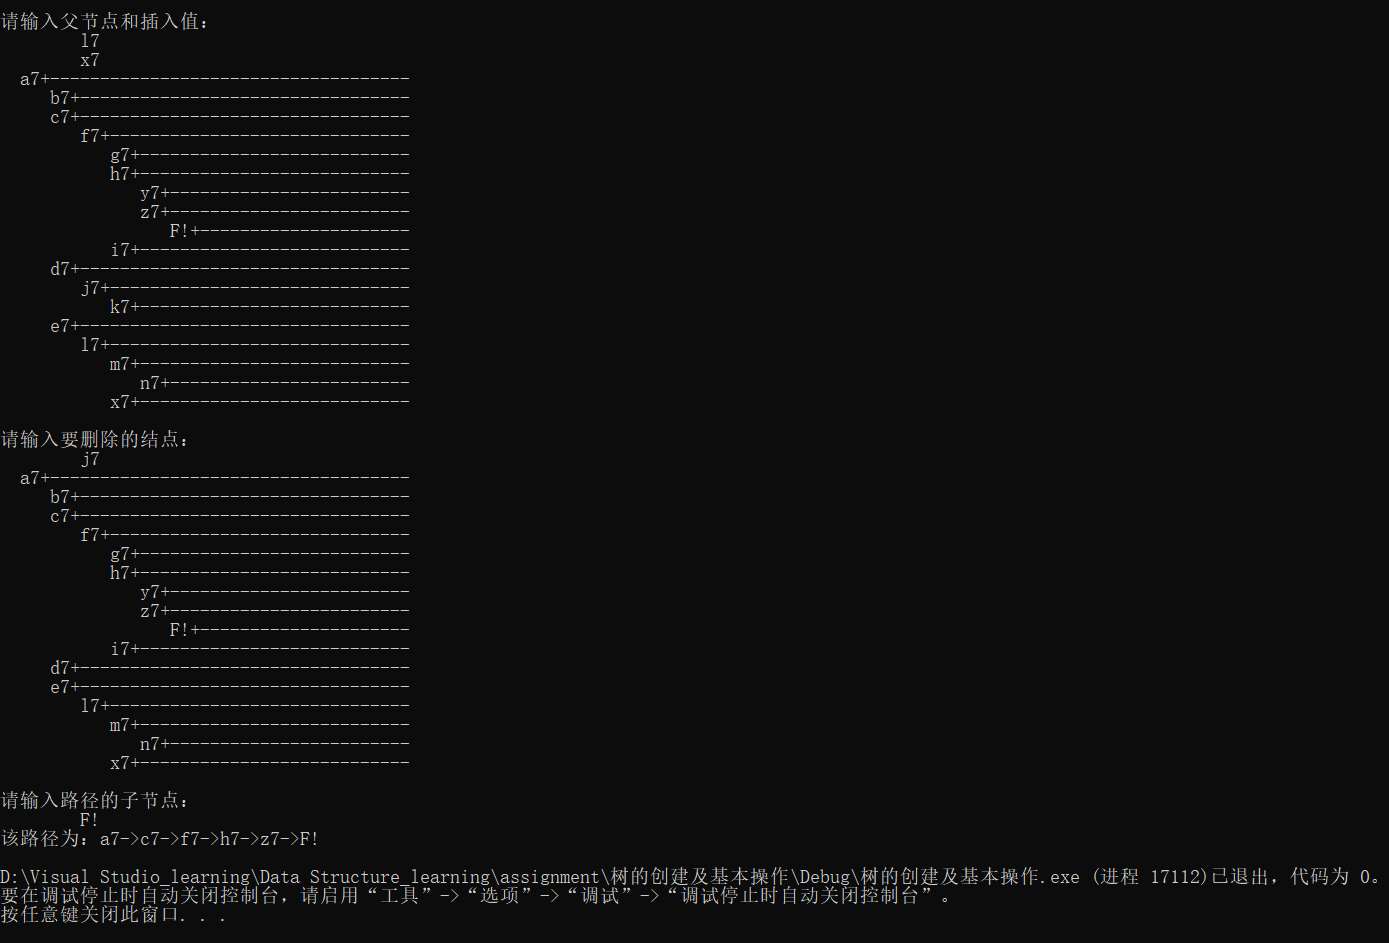 请输入父节点和插入值：
        l7
        x7
  a7+------------------------------------
     b7+---------------------------------
     c7+---------------------------------
        f7+------------------------------
           g7+---------------------------
           h7+---------------------------
              y7+------------------------
              z7+------------------------
                 F!+---------------------
           i7+---------------------------
     d7+---------------------------------
        j7+------------------------------
           k7+---------------------------
     e7+---------------------------------
        l7+------------------------------
           m7+---------------------------
              n7+------------------------
           x7+---------------------------
请输入要删除的结点：
        j7
  a7+------------------------------------
     b7+---------------------------------
     c7+---------------------------------
        f7+------------------------------
           g7+---------------------------
           h7+---------------------------
              y7+------------------------
              z7+------------------------
                 F!+---------------------
           i7+---------------------------
     d7+---------------------------------
     e7+---------------------------------
        l7+------------------------------
           m7+---------------------------
              n7+------------------------
           x7+---------------------------
请输入路径的子节点：
        F!
该路径为：a7->c7->f7->h7->z7->F!
D:\Visual Studio_learning\Data Structure_learning\assignment\树的创建及基本操作\Debug\树的创建及基本操作.exe (进程 17112)已退出，代码为 0。
要在调试停止时自动关闭控制台，请启用“工具”->“选项”->“调试”->“调试停止时自动关闭控制台”。
按任意键关闭此窗口. . .